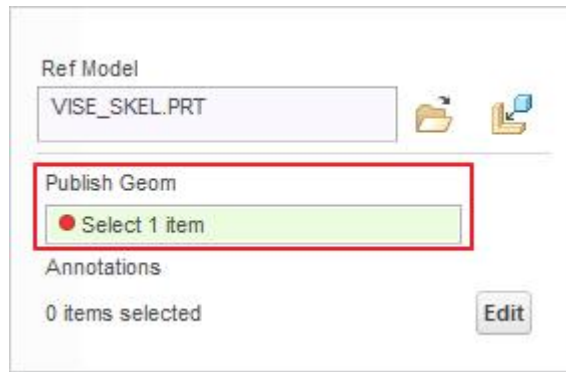 Ref Model
VISE_SKEL.PRT
Publish Geom
Select 1 item
Annotations
0 items selected
Edit